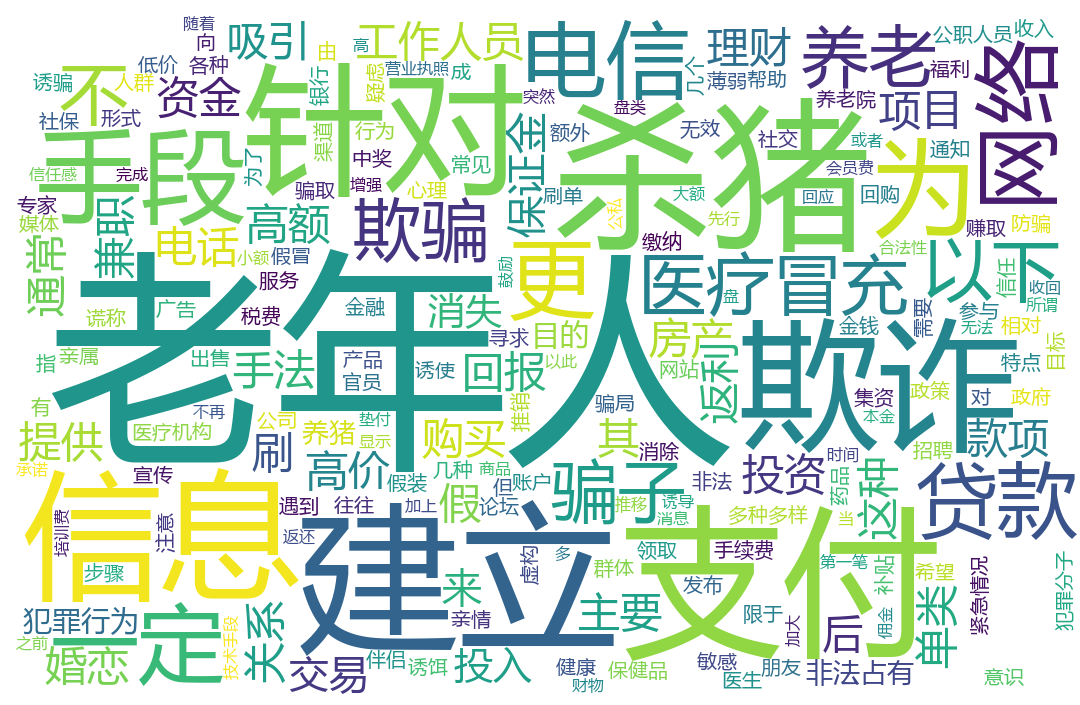 随着
向
各种
吸引
由
高
工作人员
电信
理财
养老
公职人员
收入
低价
诱骗
不
人群
资金
银行
疑虑
营业执照
成
突然
盘类
几个
薄弱
帮助
福利
网络
社保
形式
针对
渠道
行为
保证金
额外
杀猪
无效
社交
养老院
项目
或者
为
通知
手段
为了
中奖
常见
信任感
完成
骗取
增强
心理
刷单
大额
会员费
回应
回购
专家
媒体
兼职
高额
欺骗
公私
先行
赚取
防骗
通常
电话
小额
假冒
服务
鼓励
更
缴纳
医疗
冒充
合法性
以下
信任
收回
所谓
谎称
广告
税费
金融
消失
寻求
目的
房产
盘
金钱
需要
参与
无法
相对
指
亲属
出售
手法
产品
官员
诱使
回报
以此
网站
返利
特点
目标
老年人
欺诈
有
不再
垫付
推销
骗局
集资
政策
对
政府
本金
提供
医疗机构
公司
养猪
显示
购买
其
消除
招聘
款项
承诺
宣传
刷
高价
几种
商品
假装
但
账户
骗子
非法
投资
时间
药品
这种
贷款
信息
培训费
注意
遇到
往往
加上
假
论坛
推移
诱导
消息
多种多样
当
返还
建立
虚构
多
领取
支付
手续费
第一笔
补贴
希望
步骤
群体
发布
紧急情况
犯罪分子
犯罪行为
一定
关系
来
亲情
主要
限于
加大
后
佣金
单类
之前
婚恋
技术手段
交易
伴侣
诱饵
投入
健康
财物
保健品
敏感
医生
朋友
非法占有
意识